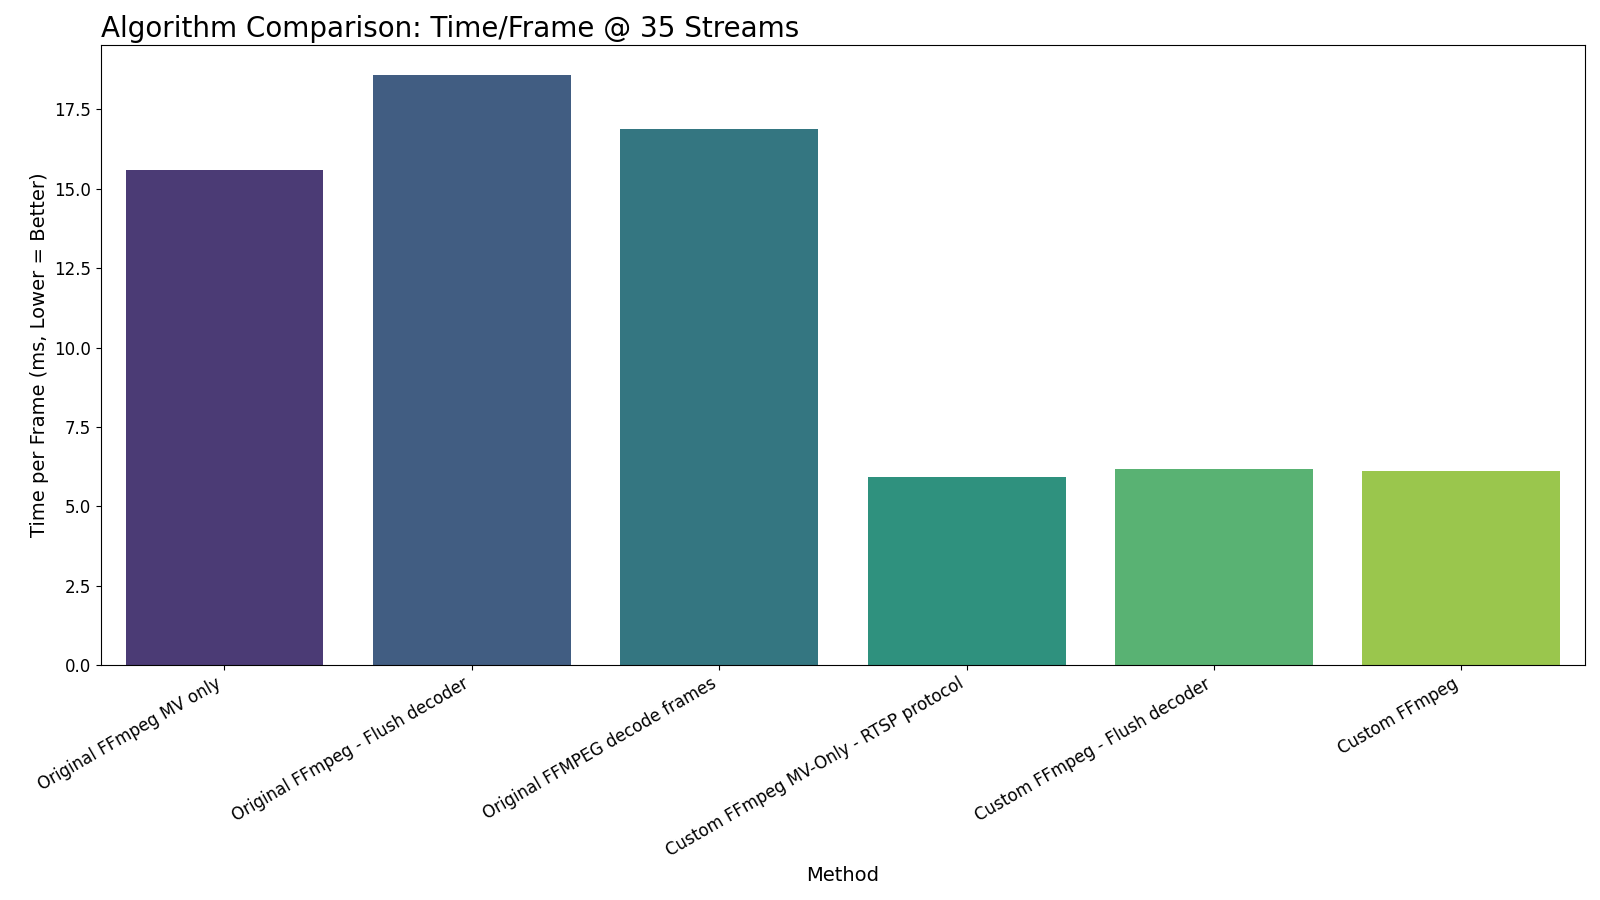 Algorithm Comparison: Time/Frame @ 35 Streams
Time per Frame (ms, Lower = Better)
17.5
15.0
12.5
10.0
7.5
5.0
2.5
0.0
Original FFmpeg MV only
Original FFmpeg - Flush decoder
Original FFMPEG decode frames
Custom FFmpeg MV-Only - RTSP protocol
Custom FFmpeg - Flush decoder
Custom FFmpeg
Method